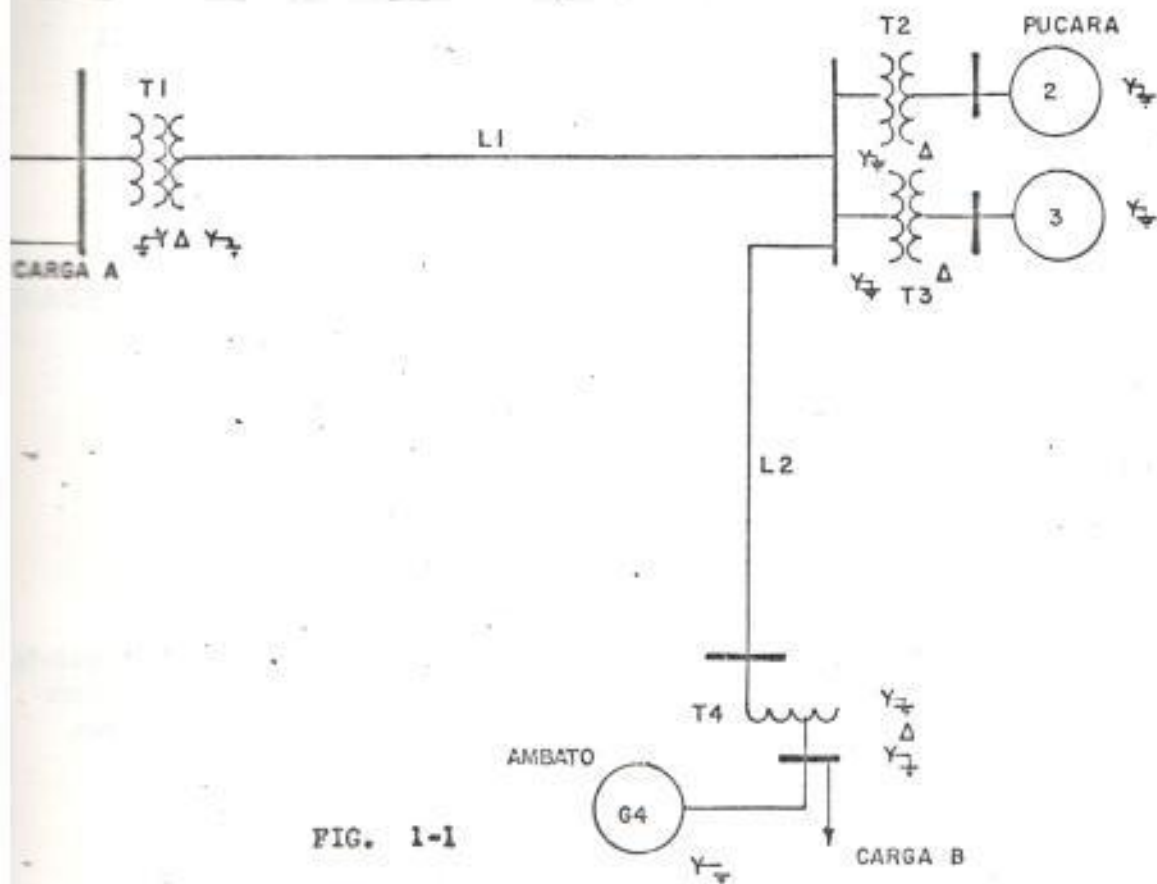 T2
PUCARA
T1
2
Y
L1
Y Δ
3
Y
Y Δ Y
CARGA A
Y T3 Δ
L2
T4
Y
Δ
Y
AMBATO
G4
Y
CARGA B
FIG. 1-1